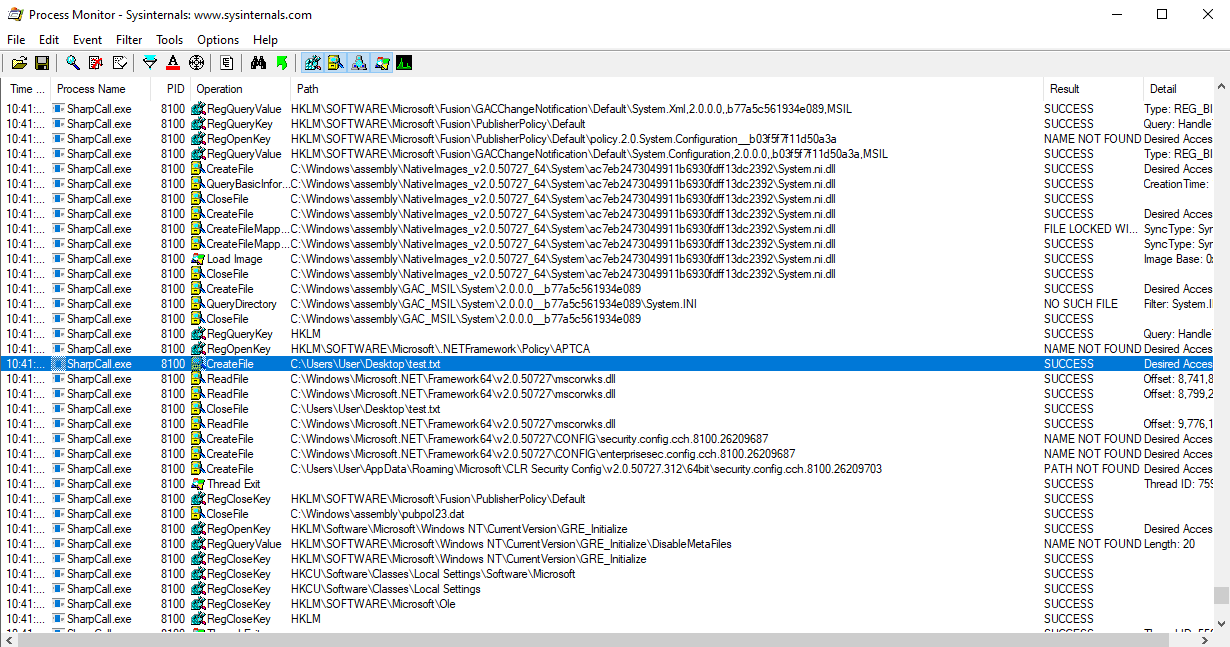 Process Monitor - Sysinternals: www.sysinternals.com
File Edit Event Filter Tools Options Help
Time ... Process Name PID Operation Path Result Detail
10:41:... SharpCall.exe 8100 RegQueryValue HKLM\SOFTWARE\Microsoft\Fusion\GACChangeNotification\Default\System.Xml,2.0.0.0,,b77a5c561934e089,MSIL SUCCESS Type: REG_BI
10:41:... SharpCall.exe 8100 RegQueryKey HKLM\SOFTWARE\Microsoft\Fusion\PublisherPolicy\Default SUCCESS Query: Handle
10:41:... SharpCall.exe 8100 RegOpenKey HKLM\SOFTWARE\Microsoft\Fusion\PublisherPolicy\Default\policy.2.0.System.Configuration__b03f5f7f11d50a3a NAME NOT FOUND Desired Acces
10:41:... SharpCall.exe 8100 RegQueryValue HKLM\SOFTWARE\Microsoft\Fusion\GACChangeNotification\Default\System.Configuration,2.0.0.0,,b03f5f7f11d50a3a,MSIL SUCCESS Type: REG_BI
10:41:... SharpCall.exe 8100 CreateFile C:\Windows\assembly\NativeImages_v2.0.50727_64\System\ac7eb2473049911b6930fdff13dc2392\System.ni.dll SUCCESS Desired Acces
10:41:... SharpCall.exe 8100 QueryBasicInfor... C:\Windows\assembly\NativeImages_v2.0.50727_64\System\ac7eb2473049911b6930fdff13dc2392\System.ni.dll SUCCESS CreationTime:
10:41:... SharpCall.exe 8100 CloseFile C:\Windows\assembly\NativeImages_v2.0.50727_64\System\ac7eb2473049911b6930fdff13dc2392\System.ni.dll SUCCESS
10:41:... SharpCall.exe 8100 CreateFile C:\Windows\assembly\NativeImages_v2.0.50727_64\System\ac7eb2473049911b6930fdff13dc2392\System.ni.dll SUCCESS Desired Acces
10:41:... SharpCall.exe 8100 CreateFileMapp... C:\Windows\assembly\NativeImages_v2.0.50727_64\System\ac7eb2473049911b6930fdff13dc2392\System.ni.dll FILE LOCKED WI... SyncType: Syn
10:41:... SharpCall.exe 8100 CreateFileMapp... C:\Windows\assembly\NativeImages_v2.0.50727_64\System\ac7eb2473049911b6930fdff13dc2392\System.ni.dll SUCCESS SyncType: Syn
10:41:... SharpCall.exe 8100 Load Image C:\Windows\assembly\NativeImages_v2.0.50727_64\System\ac7eb2473049911b6930fdff13dc2392\System.ni.dll SUCCESS Image Base: 0x
10:41:... SharpCall.exe 8100 CloseFile C:\Windows\assembly\NativeImages_v2.0.50727_64\System\ac7eb2473049911b6930fdff13dc2392\System.ni.dll SUCCESS
10:41:... SharpCall.exe 8100 CreateFile C:\Windows\assembly\GAC_MSIL\System\2.0.0.0__b77a5c561934e089 SUCCESS Desired Acces
10:41:... SharpCall.exe 8100 QueryDirectory C:\Windows\assembly\GAC_MSIL\System\2.0.0.0__b77a5c561934e089\System.INI NO SUCH FILE Filter: System.I
10:41:... SharpCall.exe 8100 CloseFile C:\Windows\assembly\GAC_MSIL\System\2.0.0.0__b77a5c561934e089 SUCCESS
10:41:... SharpCall.exe 8100 RegQueryKey HKLM SUCCESS Query: Handle
10:41:... SharpCall.exe 8100 RegOpenKey HKLM\SOFTWARE\Microsoft\.NETFramework\Policy\APTCA NAME NOT FOUND Desired Acces
10:41:... SharpCall.exe 8100 CreateFile C:\Users\User\Desktop\test.txt SUCCESS Desired Acces
10:41:... SharpCall.exe 8100 ReadFile C:\Windows\Microsoft.NET\Framework64\v2.0.50727\mscorwks.dll SUCCESS Offset: 8,741,8
10:41:... SharpCall.exe 8100 ReadFile C:\Windows\Microsoft.NET\Framework64\v2.0.50727\mscorwks.dll SUCCESS Offset: 8,799,2
10:41:... SharpCall.exe 8100 CloseFile C:\Users\User\Desktop\test.txt SUCCESS
10:41:... SharpCall.exe 8100 ReadFile C:\Windows\Microsoft.NET\Framework64\v2.0.50727\mscorwks.dll SUCCESS Offset: 9,776,1
10:41:... SharpCall.exe 8100 CreateFile C:\Windows\Microsoft.NET\Framework64\v2.0.50727\CONFIG\security.config.cch.8100.26209687 NAME NOT FOUND Desired Acces
10:41:... SharpCall.exe 8100 CreateFile C:\Windows\Microsoft.NET\Framework64\v2.0.50727\CONFIG\enterprisesec.config.cch.8100.26209687 NAME NOT FOUND Desired Acces
10:41:... SharpCall.exe 8100 CreateFile C:\Users\User\AppData\Roaming\Microsoft\CLR Security Config\v2.0.50727.312\64bit\security.config.cch.8100.26209703 PATH NOT FOUND Desired Acces
10:41:... SharpCall.exe 8100 Thread Exit SUCCESS Thread ID: 759
10:41:... SharpCall.exe 8100 RegCloseKey HKLM\SOFTWARE\Microsoft\Fusion\PublisherPolicy\Default SUCCESS
10:41:... SharpCall.exe 8100 CloseFile C:\Windows\assembly\pubpol23.dat SUCCESS
10:41:... SharpCall.exe 8100 RegOpenKey HKLM\Software\Microsoft\Windows NT\CurrentVersion\GRE_Initialize SUCCESS Desired Acces
10:41:... SharpCall.exe 8100 RegQueryValue HKLM\SOFTWARE\Microsoft\Windows NT\CurrentVersion\GRE_Initialize\DisableMetaFiles NAME NOT FOUND Length: 20
10:41:... SharpCall.exe 8100 RegCloseKey HKLM\SOFTWARE\Microsoft\Windows NT\CurrentVersion\GRE_Initialize SUCCESS
10:41:... SharpCall.exe 8100 RegCloseKey HKCU\Software\Classes\Local Settings\Software\Microsoft SUCCESS
10:41:... SharpCall.exe 8100 RegCloseKey HKCU\Software\Classes\Local Settings SUCCESS
10:41:... SharpCall.exe 8100 RegCloseKey HKLM\SOFTWARE\Microsoft\Ole SUCCESS
10:41:... SharpCall.exe 8100 RegCloseKey HKLM SUCCESS